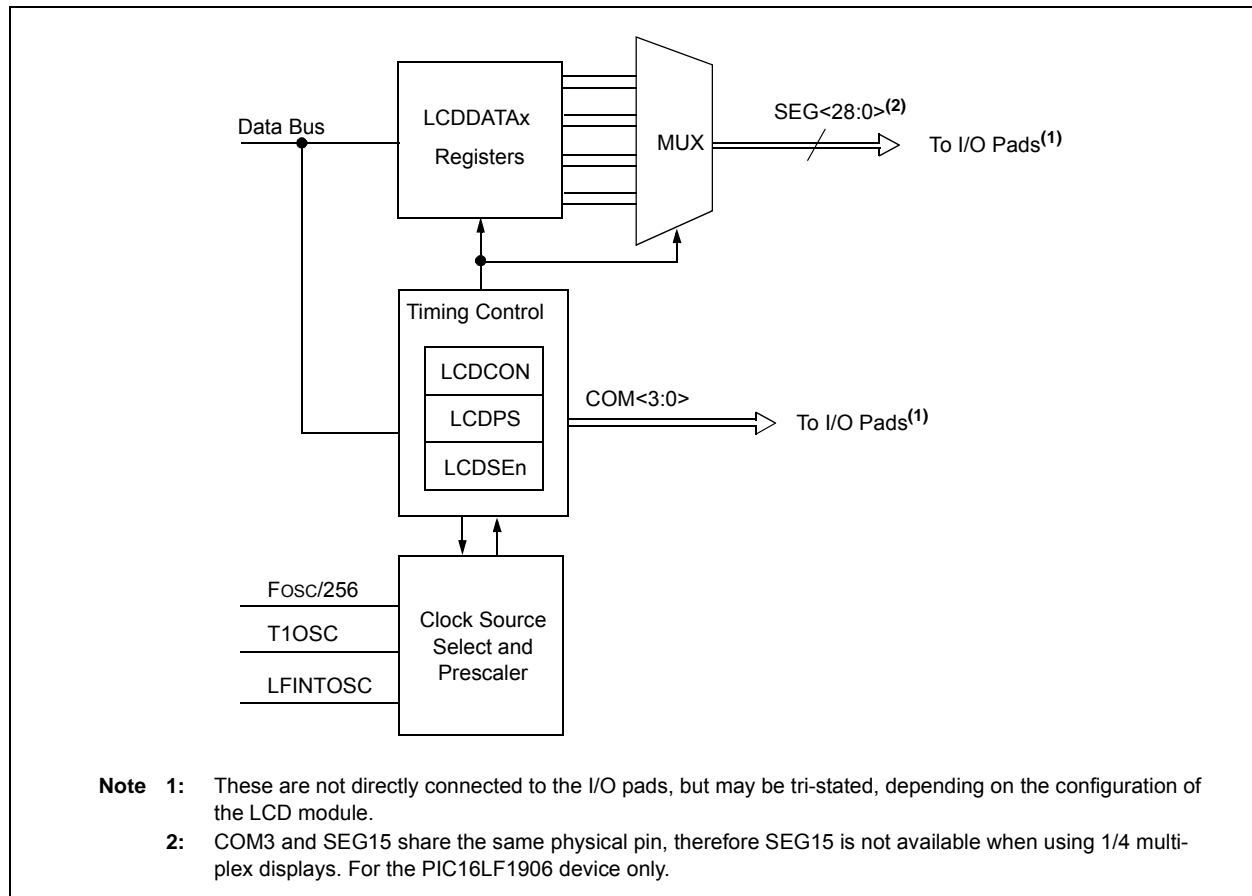 LCDDATAx
Registers
Data Bus
MUX
SEG<28:0>(2)
To I/O Pads(1)
Timing Control
LCDCON
LCDPS
LCDSEn
COM<3:0>
To I/O Pads(1)
FOSC/256
T1OSC
LFINTOSC
Clock Source
Select and
Prescaler
Note 1: These are not directly connected to the I/O pads, but may be tri-stated, depending on the configuration of
the LCD module.
2: COM3 and SEG15 share the same physical pin, therefore SEG15 is not available when using 1/4 multi-
plex displays. For the PIC16LF1906 device only.